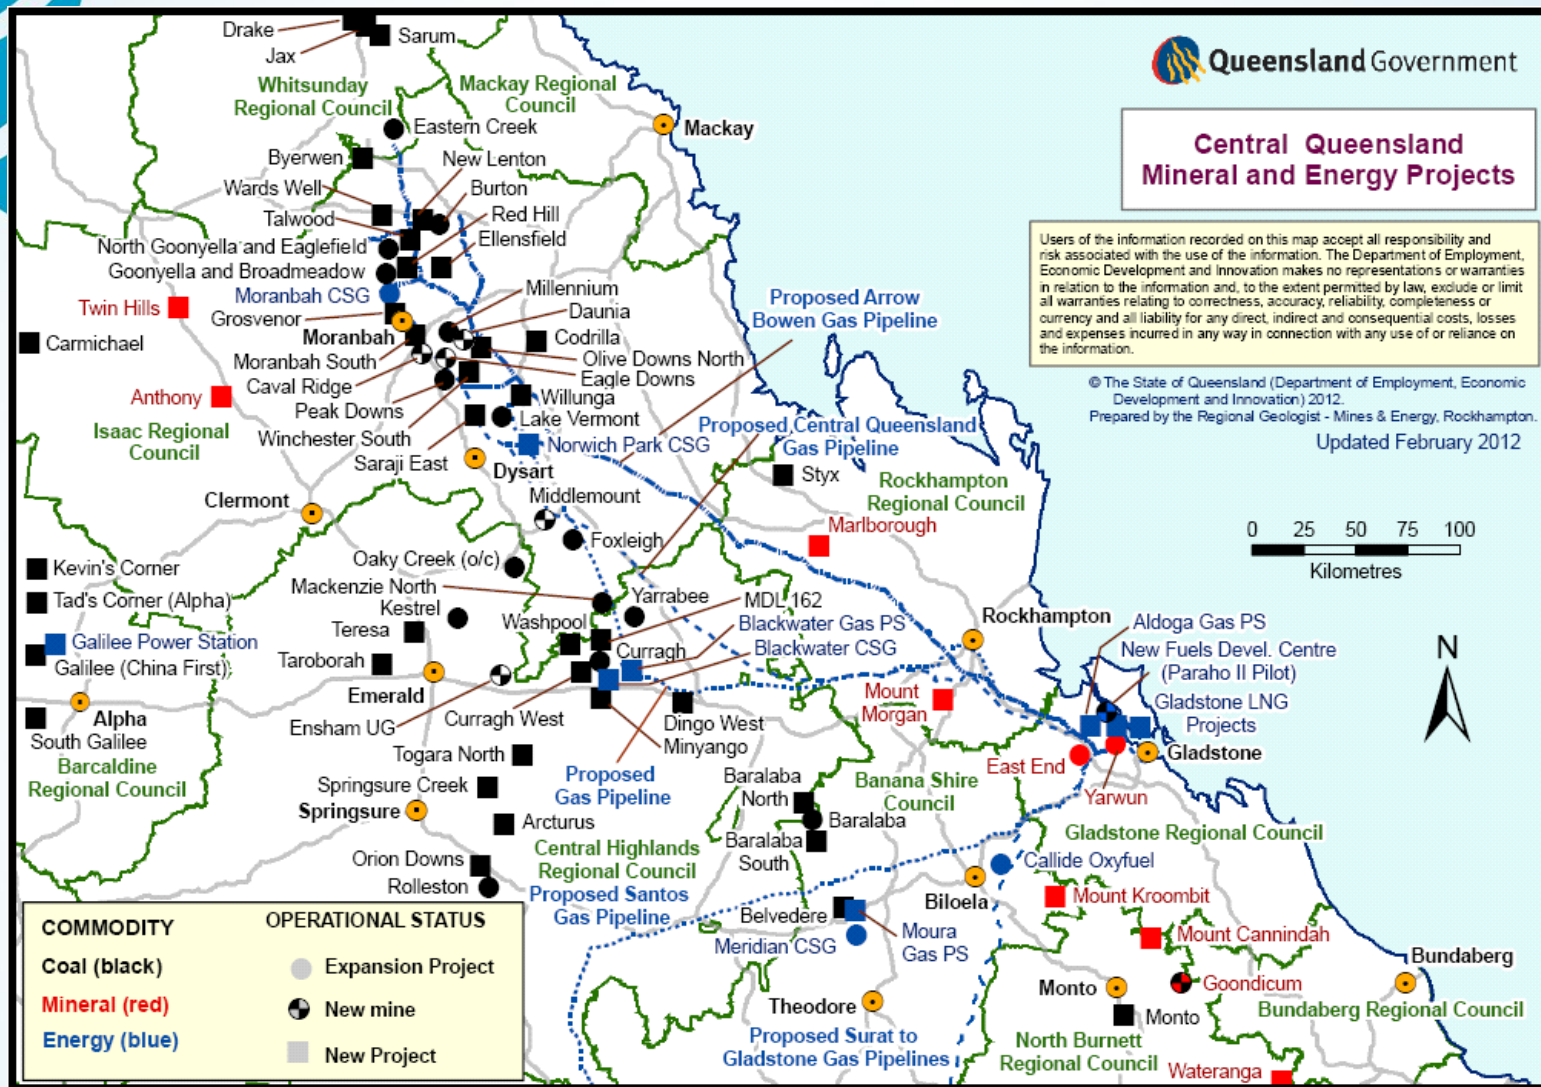 Drake
Jax
Sarum
Whitsunday
Regional Council
Mackay Regional
Council
Eastern Creek
Mackay
Byerwen
New Lenton
Wards Well
Burton
Talwood
Red Hill
Ellensfield
North Goonyella and Eaglefield
Goonyella and Broadmeadow
Moranbah CSG
Millennium
Twin Hills
Grosvenor
Daunia
Moranbah
Codrilla
Carmichael
Moranbah South
Olive Downs North
Caval Ridge
Eagle Downs
Anthony
Peak Downs
Willunga
Isaac Regional
Council
Winchester South
Lake Vermont
Saraji East
Norwich Park CSG
Dysart
Proposed Arrow
Bowen Gas Pipeline
Proposed Central Queensland
Gas Pipeline
Styx
Rockhampton
Regional Council
Clermont
Middlemount
Marlborough
Foxleigh
Oaky Creek (o/c)
Kevin's Corner
Mackenzie North
Tad's Corner (Alpha)
Kestrel
Yarrabee
MDL 162
Washpool
Teresa
Galilee Power Station
Galilee (China First)
Taroborah
Curragh
Blackwater Gas PS
Blackwater CSG
Rockhampton
Aldoga Gas PS
New Fuels Devel. Centre
(Paraho II Pilot)
Gladstone LNG
Projects
Emerald
Alpha
Ensham UG
Curragh West
Dingo West
Minyango
Mount
Morgan
South Galilee
Barcaldine
Regional Council
Togara North
Gladstone
East End
Yarwun
Springsure Creek
Proposed
Gas Pipeline
Baralaba
North
Banana Shire
Council
Springsure
Arcturus
Baralaba
Baralaba
South
Gladstone Regional Council
Central Highlands
Regional Council
Orion Downs
Rolleston
Proposed Santos
Gas Pipeline
Callide Oxyfuel
Biloela
Mount Kroombit
Belvedere
Meridian CSG
Moura
Gas PS
Mount Cannindah
Bundaberg
Goondicum
Theodore
Monto
Monto
Bundaberg Regional Council
Proposed Surat to
Gladstone Gas Pipelines
North Burnett
Regional Council
Wateranga
Queensland Government
Central Queensland
Mineral and Energy Projects
Users of the information recorded on this map accept all responsibility and
risk associated with the use of the information. The Department of Employment,
Economic Development and Innovation makes no representations or warranties
in relation to the information and, to the extent permitted by law, exclude or limit
all warranties relating to correctness, accuracy, reliability, completeness or
currency and all liability for any direct, indirect and consequential costs, losses
and expenses incurred in any way in connection with any use of or reliance on
the information.
© The State of Queensland (Department of Employment, Economic
Development and Innovation) 2012.
Prepared by the Regional Geologist - Mines & Energy, Rockhampton.
Updated February 2012
0 25 50 75 100
Kilometres
N
COMMODITY
Coal (black)
Mineral (red)
Energy (blue)
OPERATIONAL STATUS
Expansion Project
New mine
New Project